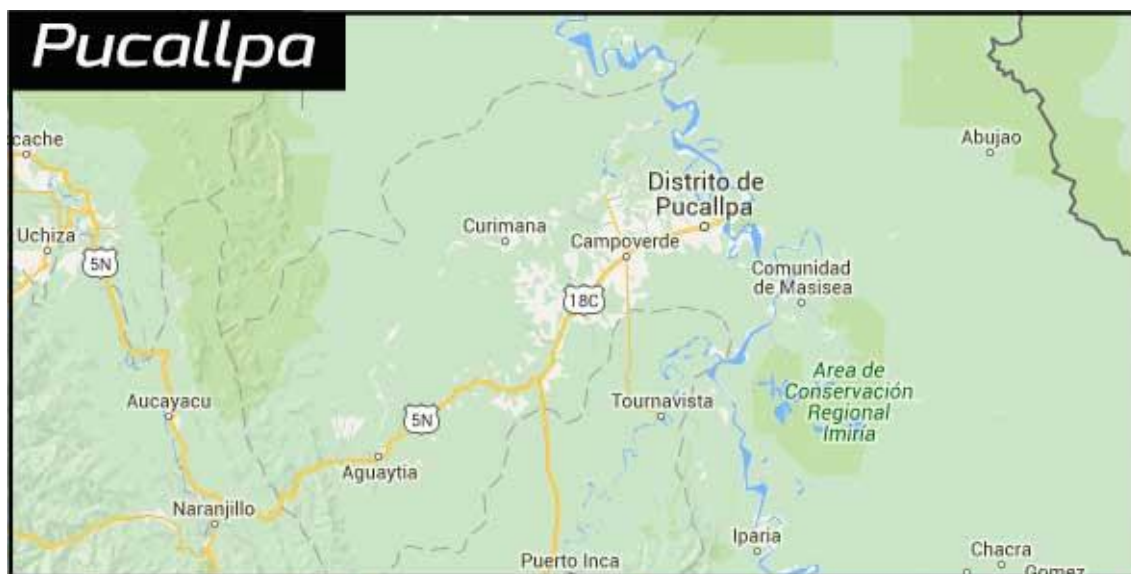 Pucallpa
cache
Abujao
Distrito de
Pucallpa
Curimana
Uchiza
Campoverde
5N
Comunidad
de Masisea
18C
Area de
Conservación
Regional
Imiria
Aucayacu
Tournavista
5N
Aguaytia
Naranjillo
Iparia
Puerto Inca
Chacra
Gomez